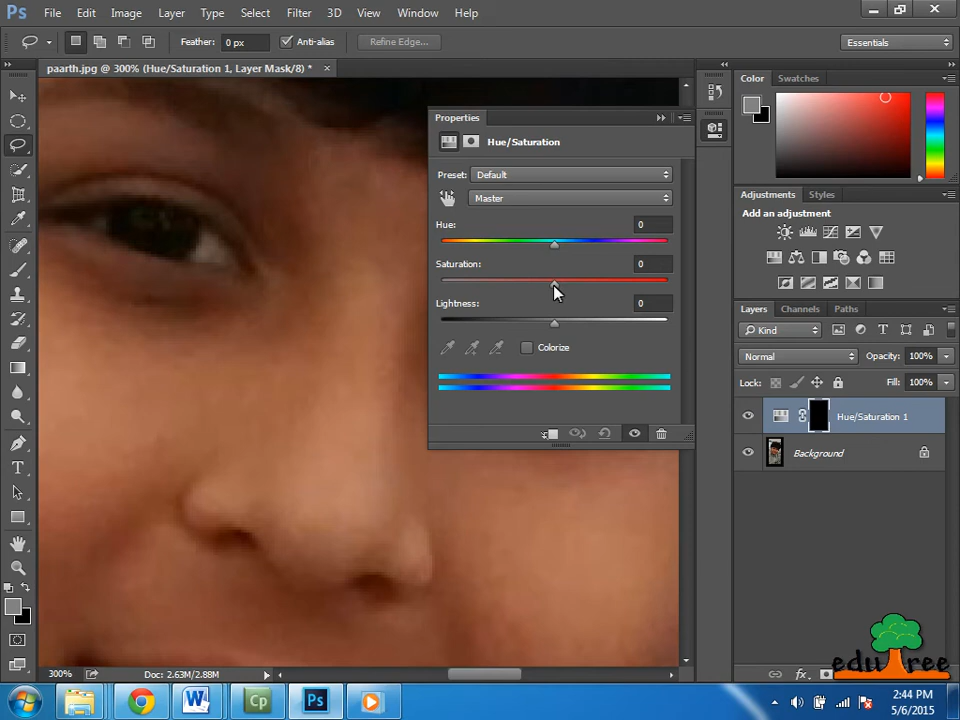 Ps File Edit Image Layer Type Select Filter 3D View Window Help
Feather: 0 px Anti-alias Refine Edge... Essentials
paarth.jpg @ 300% (Hue/Saturation 1, Layer Mask/8) *
Color Swatches
Properties
Hue/Saturation
Preset: Default
Master
Hue: 0
Saturation: 0
Lightness: 0
Colorize
Adjustments Styles
Add an adjustment
Layers Channels Paths
Kind
Normal Opacity: 100%
Lock: Fill: 100%
Hue/Saturation 1
Background
300% Doc: 2.63M/2.88M
fx.
edutree
W Cp Ps
2:44 PM
5/6/2015